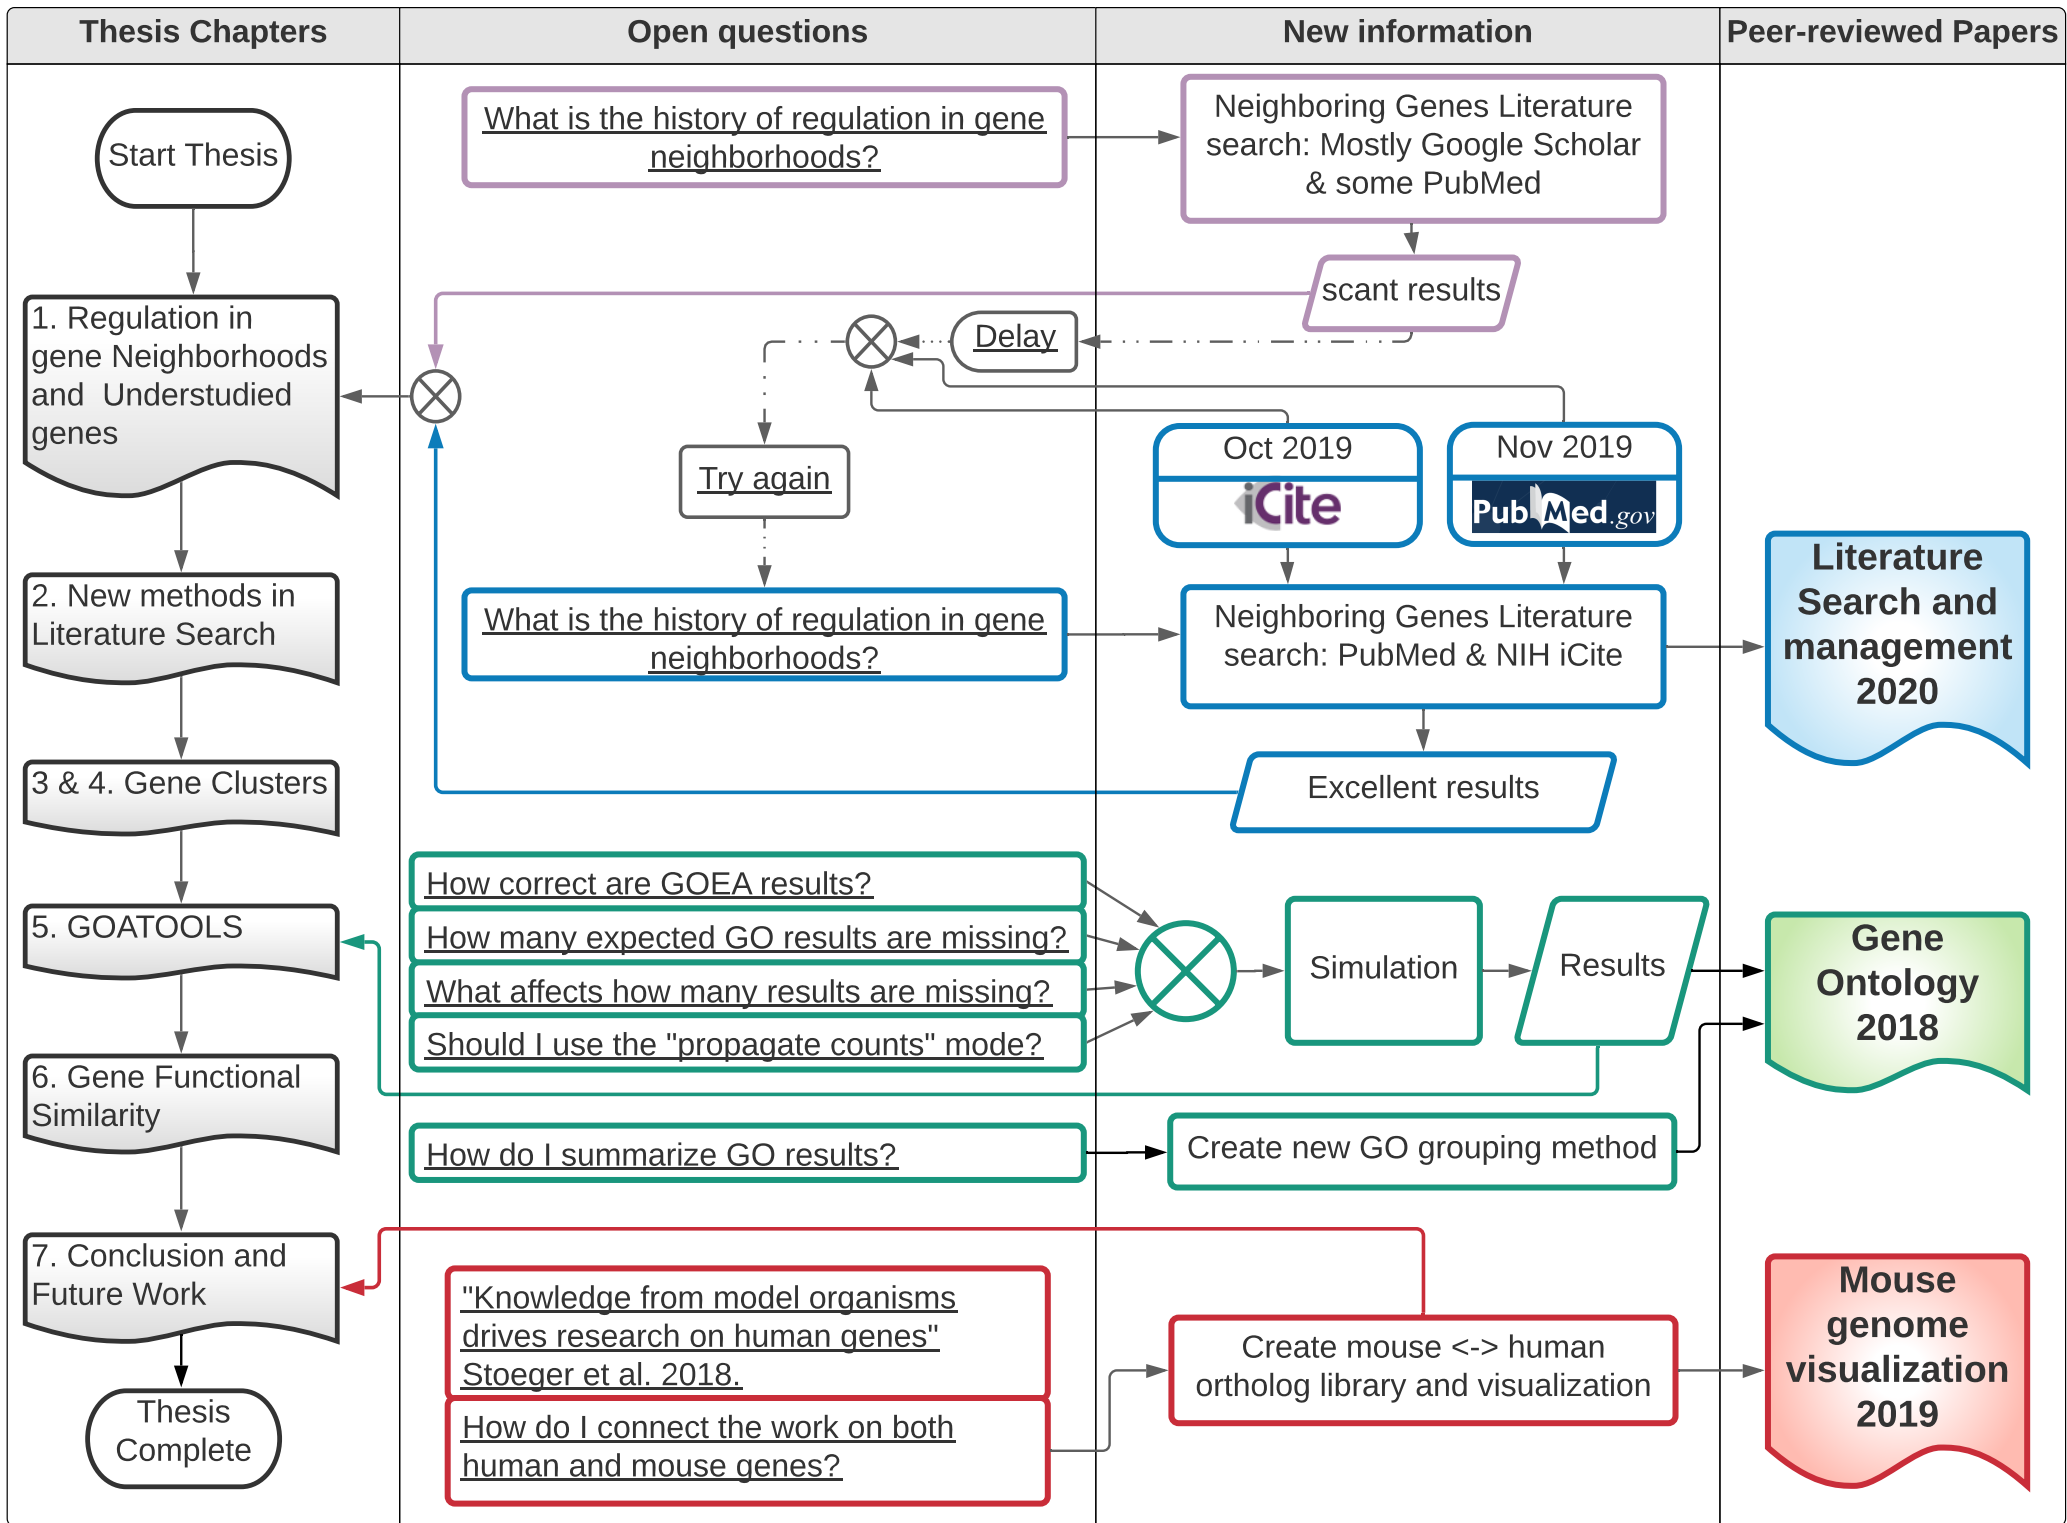 Thesis Chapters
Open questions
New information
Peer-reviewed Papers
Start Thesis
1. Regulation in
gene Neighborhoods
and  Understudied
genes
2. New methods in
Literature Search
3 & 4. Gene Clusters
5. GOATOOLS
6. Gene Functional
Similarity
7. Conclusion and
Future Work
Thesis
Complete
What is the history of regulation in gene
neighborhoods?
Delay
Try again
What is the history of regulation in gene
neighborhoods?
How correct are GOEA results?
How many expected GO results are missing?
What affects how many results are missing?
Should I use the "propagate counts" mode?
How do I summarize GO results?
"Knowledge from model organisms
drives research on human genes"
Stoeger et al. 2018.
How do I connect the work on both
human and mouse genes?
Neighboring Genes Literature
search: Mostly Google Scholar
& some PubMed
scant results
Oct 2019
iCite
Nov 2019
PubMed.gov
Neighboring Genes Literature
search: PubMed & NIH iCite
Excellent results
Simulation
Results
Create new GO grouping method
Create mouse <-> human
ortholog library and visualization
Literature
Search and
management
2020
Gene
Ontology
2018
Mouse
genome
visualization
2019